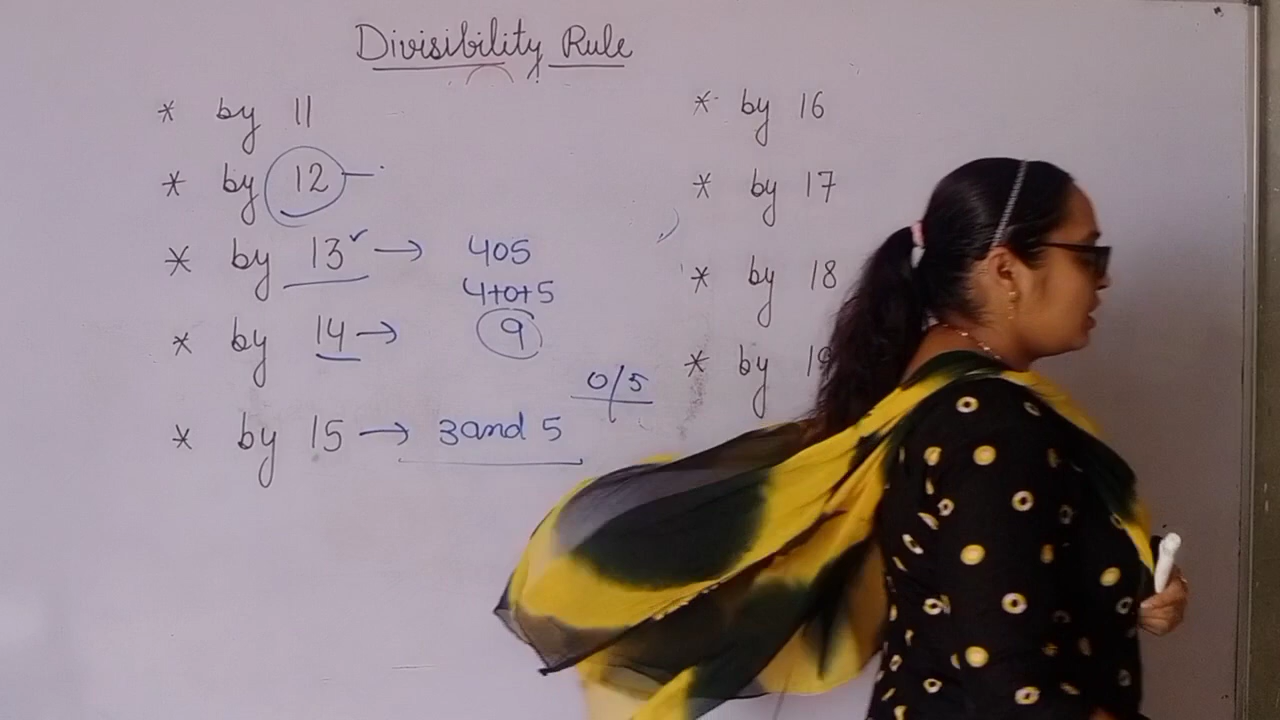 Divisibility Rule
* by 11
* by 12
* by 13 ✓ → 405
4+0+5
* by 14 → 9
0/5
* by 15 → 3 and 5
* by 16
* by 17
* by 18
* by 19